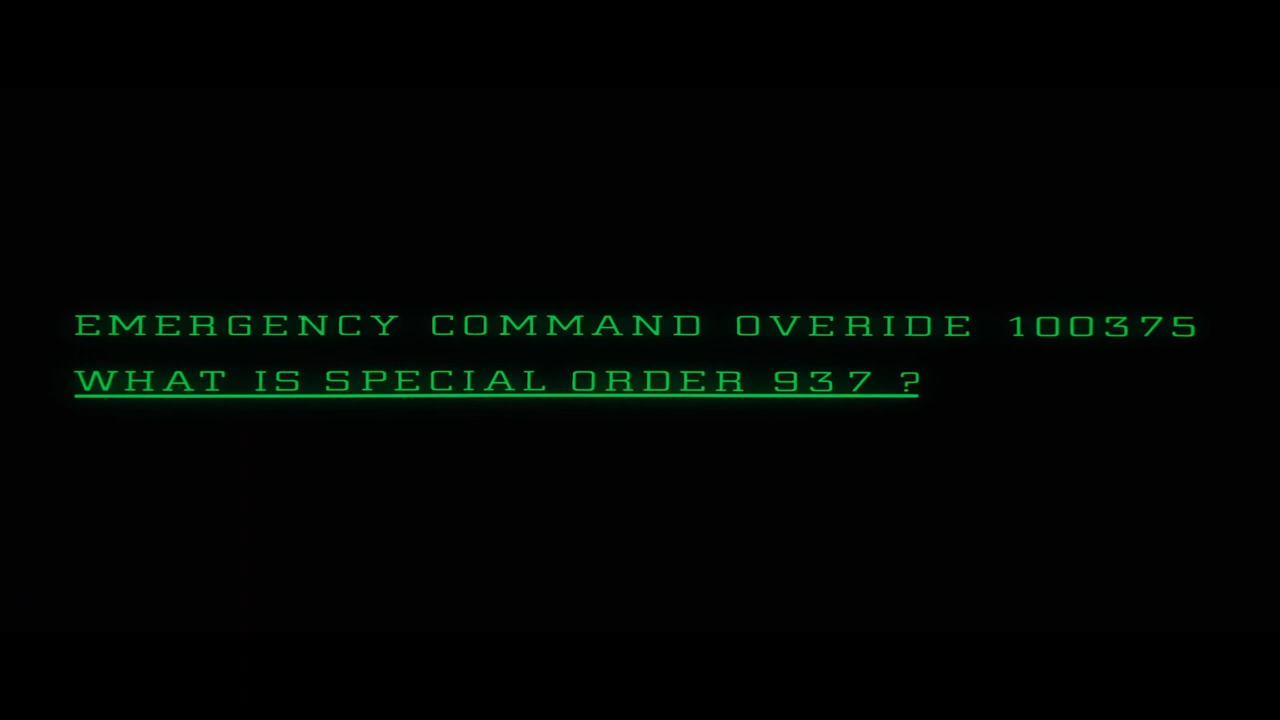 EMERGENCY COMMAND OVERIDE 100375
WHAT IS SPECIAL ORDER 937 ?